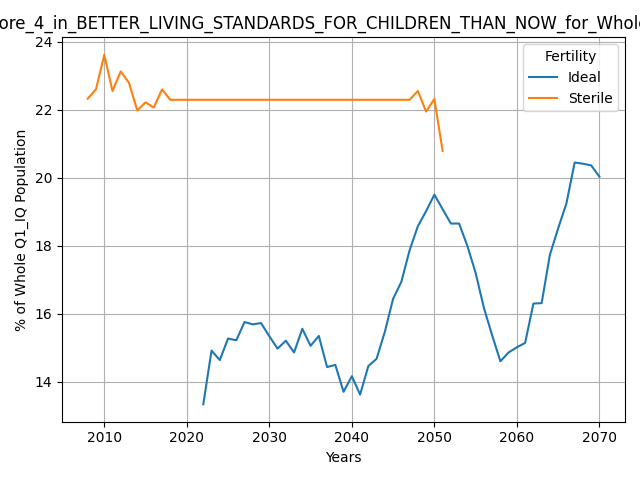 ore_4_in_BETTER_LIVING_STANDARDS_FOR_CHILDREN_THAN_NOW_for_Whole
24
22
20
18
16
14
% of Whole Q1_IQ Population
Fertility
Ideal
Sterile
2010 2020 2030 2040 2050 2060 2070
Years